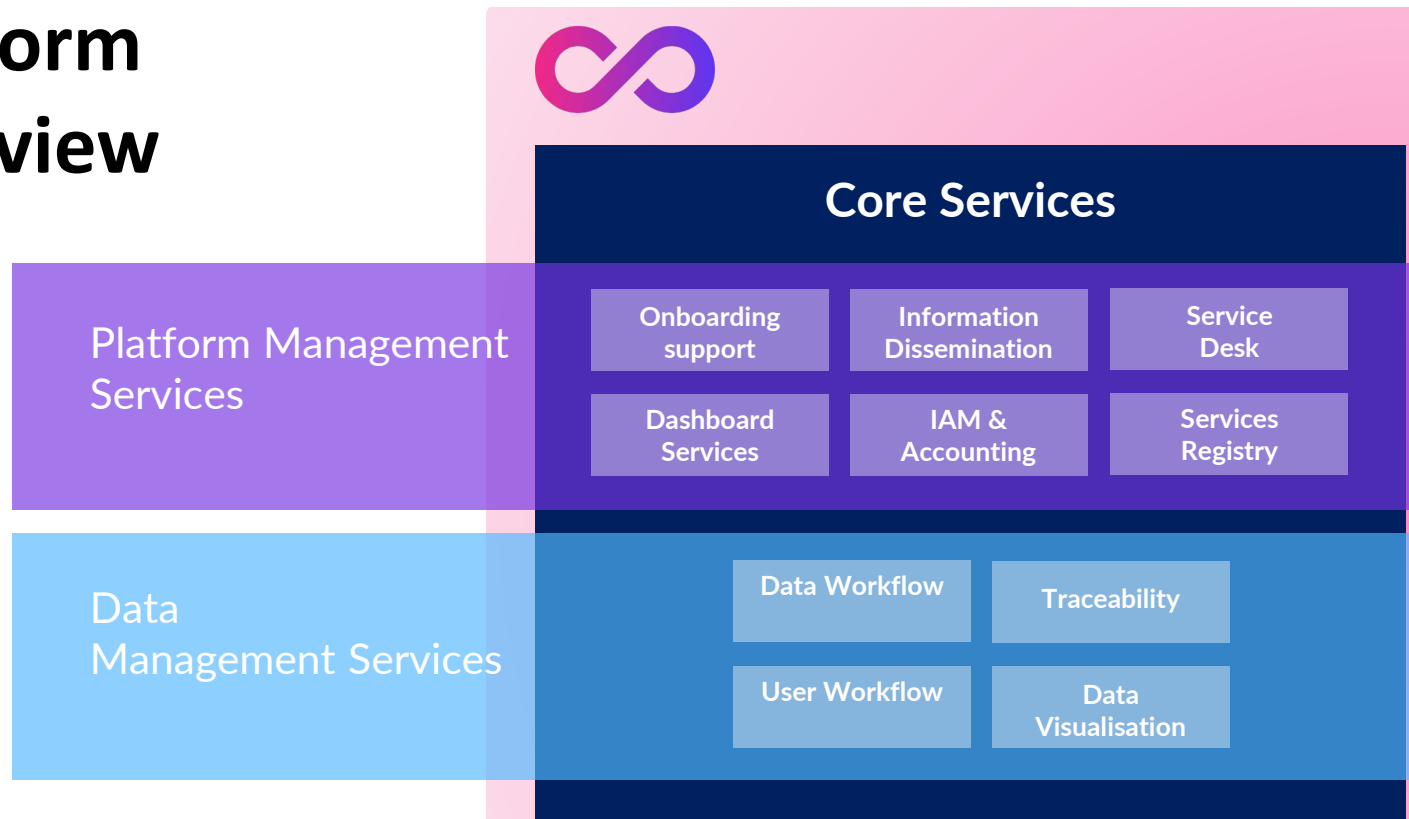 orm
view
Core Services
Platform Management
Services
Onboarding
support
Information
Dissemination
Service
Desk
Dashboard
Services
IAM &
Accounting
Services
Registry
Data
Management Services
Data Workflow
Traceability
User Workflow
Data
Visualisation